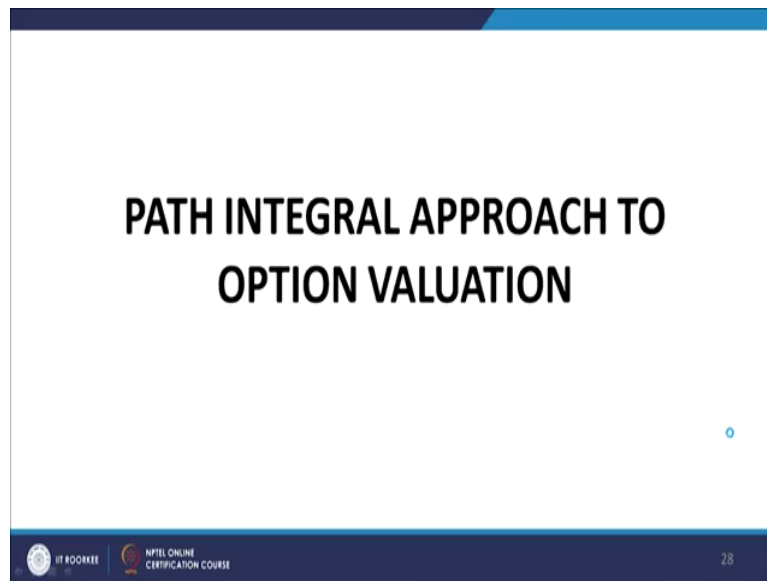 PATH INTEGRAL APPROACH TO
OPTION VALUATION
IIT ROORKEE
NPTEL ONLINE
CERTIFICATION COURSE
28